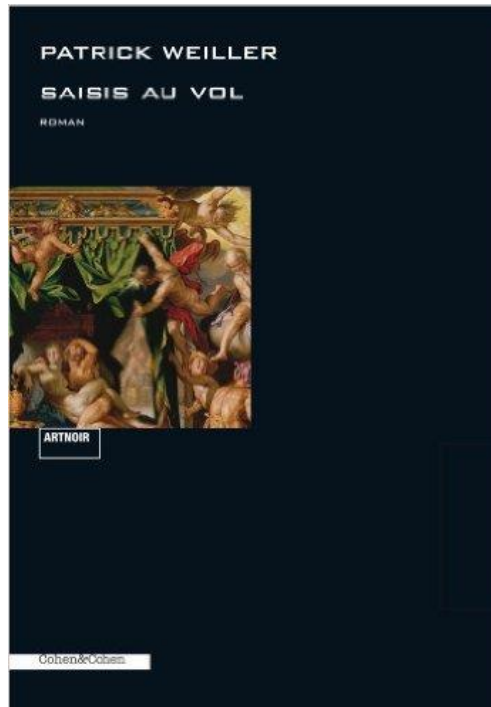 PATRICK WEILLER
SAISIS AU VOL
ROMAN
ARTNOIR
Cohen&Cohen